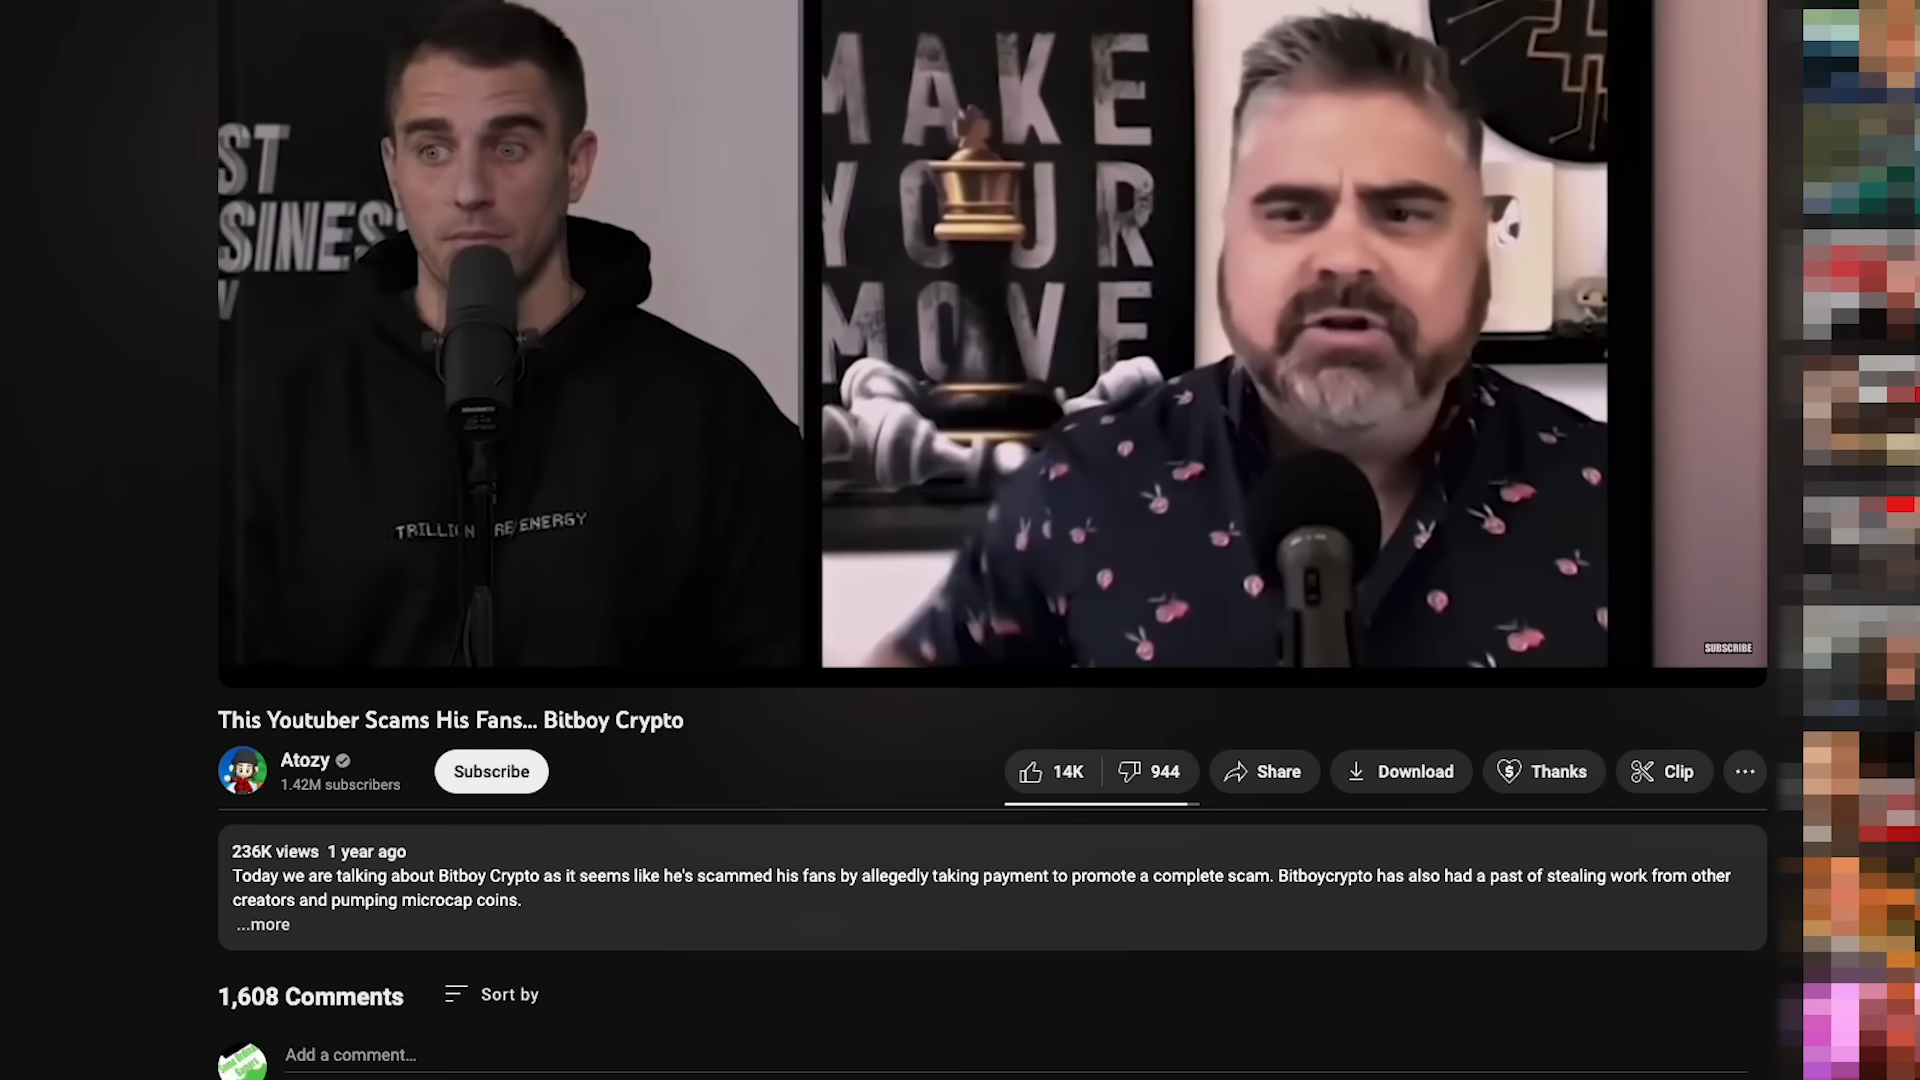 MAKE
YOUR
MOVE
ST
SINES
TRILLION RE ENERGY
SUBSCRIBE
This Youtuber Scams His Fans... Bitboy Crypto
Atozy
1.42M subscribers
Subscribe
14K
944
Share
Download
Thanks
Clip
236K views 1 year ago
Today we are talking about Bitboy Crypto as it seems like he's scammed his fans by allegedly taking payment to promote a complete scam. Bitboycrypto has also had a past of stealing work from other
creators and pumping microcap coins.
...more
1,608 Comments
Sort by
Add a comment...